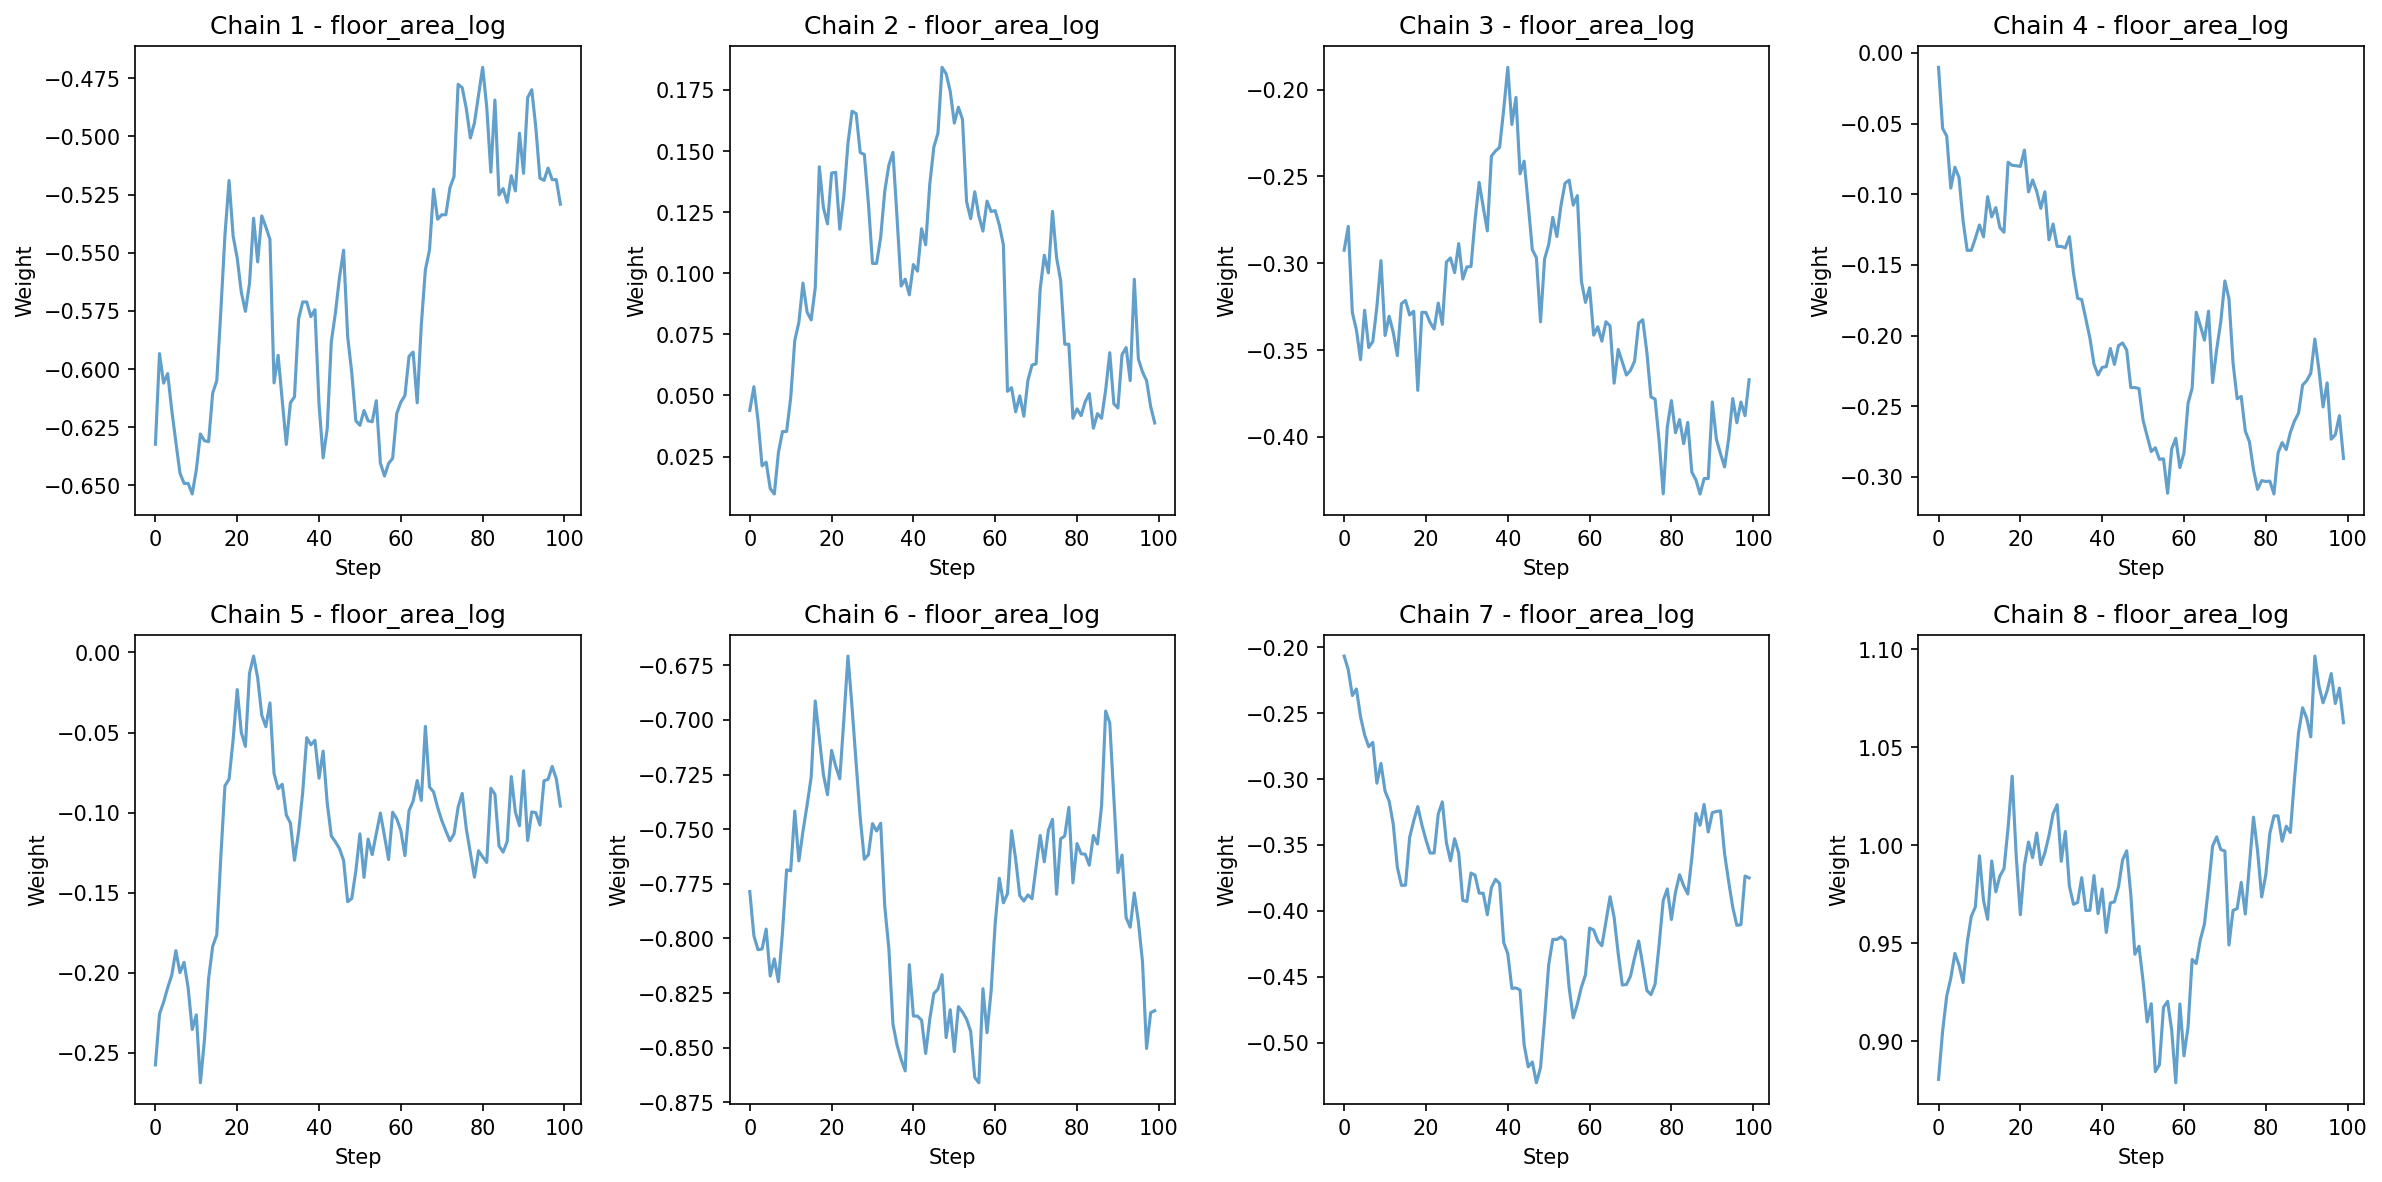 Chain 1 - floor_area_log
Weight
−0.475
−0.500
−0.525
−0.550
−0.575
−0.600
−0.625
−0.650
0 20 40 60 80 100
Step
Chain 2 - floor_area_log
Weight
0.175
0.150
0.125
0.100
0.075
0.050
0.025
0 20 40 60 80 100
Step
Chain 3 - floor_area_log
Weight
−0.20
−0.25
−0.30
−0.35
−0.40
0 20 40 60 80 100
Step
Chain 4 - floor_area_log
Weight
0.00
−0.05
−0.10
−0.15
−0.20
−0.25
−0.30
0 20 40 60 80 100
Step
Chain 5 - floor_area_log
Weight
0.00
−0.05
−0.10
−0.15
−0.20
−0.25
0 20 40 60 80 100
Step
Chain 6 - floor_area_log
Weight
−0.675
−0.700
−0.725
−0.750
−0.775
−0.800
−0.825
−0.850
−0.875
0 20 40 60 80 100
Step
Chain 7 - floor_area_log
Weight
−0.20
−0.25
−0.30
−0.35
−0.40
−0.45
−0.50
0 20 40 60 80 100
Step
Chain 8 - floor_area_log
Weight
1.10
1.05
1.00
0.95
0.90
0 20 40 60 80 100
Step